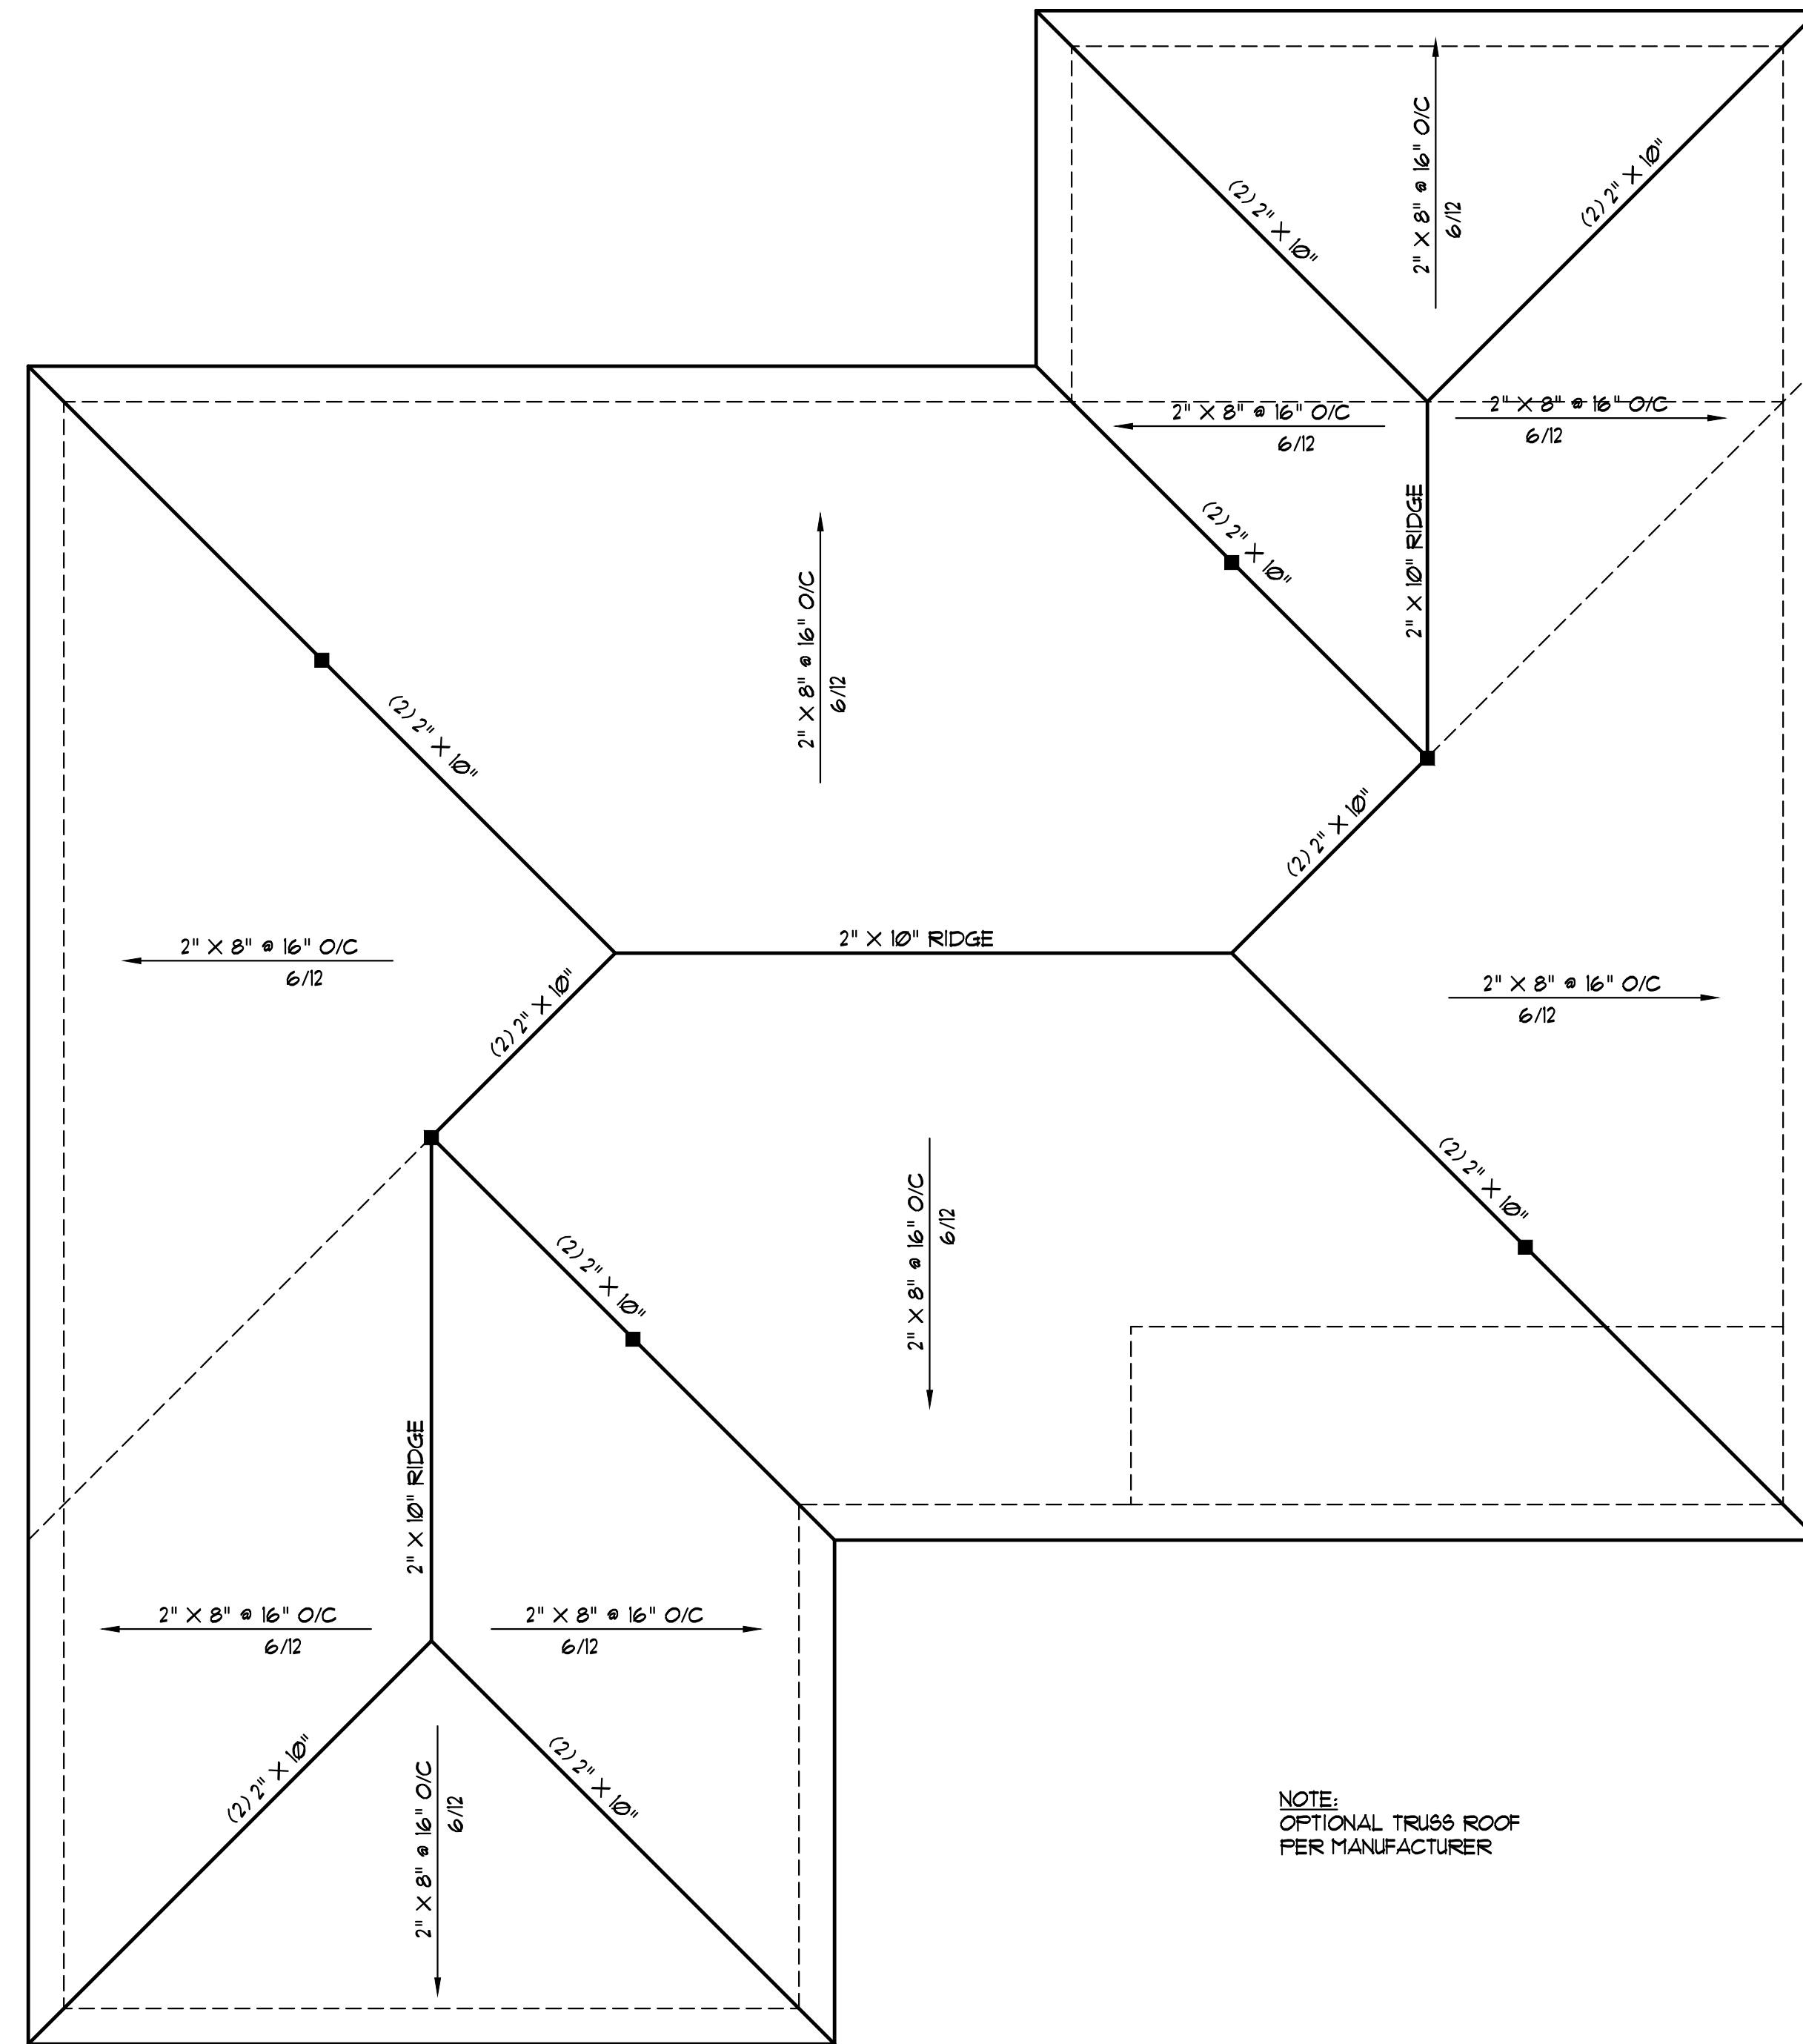 2" X 8" @ 16" O/C
6/12
(2) 2" X 10"
(2) 2" X 10"
2" X 8" @ 16" O/C
6/12
2" X 8" @ 16" O/C
6/12
2" X 10" RIDGE
(2) 2" X 10"
2" X 8" @ 16" O/C
6/12
(2) 2" X 10"
(2) 2" X 10"
2" X 10" RIDGE
2" X 8" @ 16" O/C
6/12
(2) 2" X 10"
2" X 8" @ 16" O/C
6/12
(2) 2" X 10"
2" X 8" @ 16" O/C
6/12
(2) 2" X 10"
2" X 10" RIDGE
2" X 8" @ 16" O/C
6/12
2" X 8" @ 16" O/C
6/12
(2) 2" X 10"
(2) 2" X 10"
2" X 8" @ 16" O/C
6/12
NOTE:
OPTIONAL TRUSS ROOF
PER MANUFACTURER